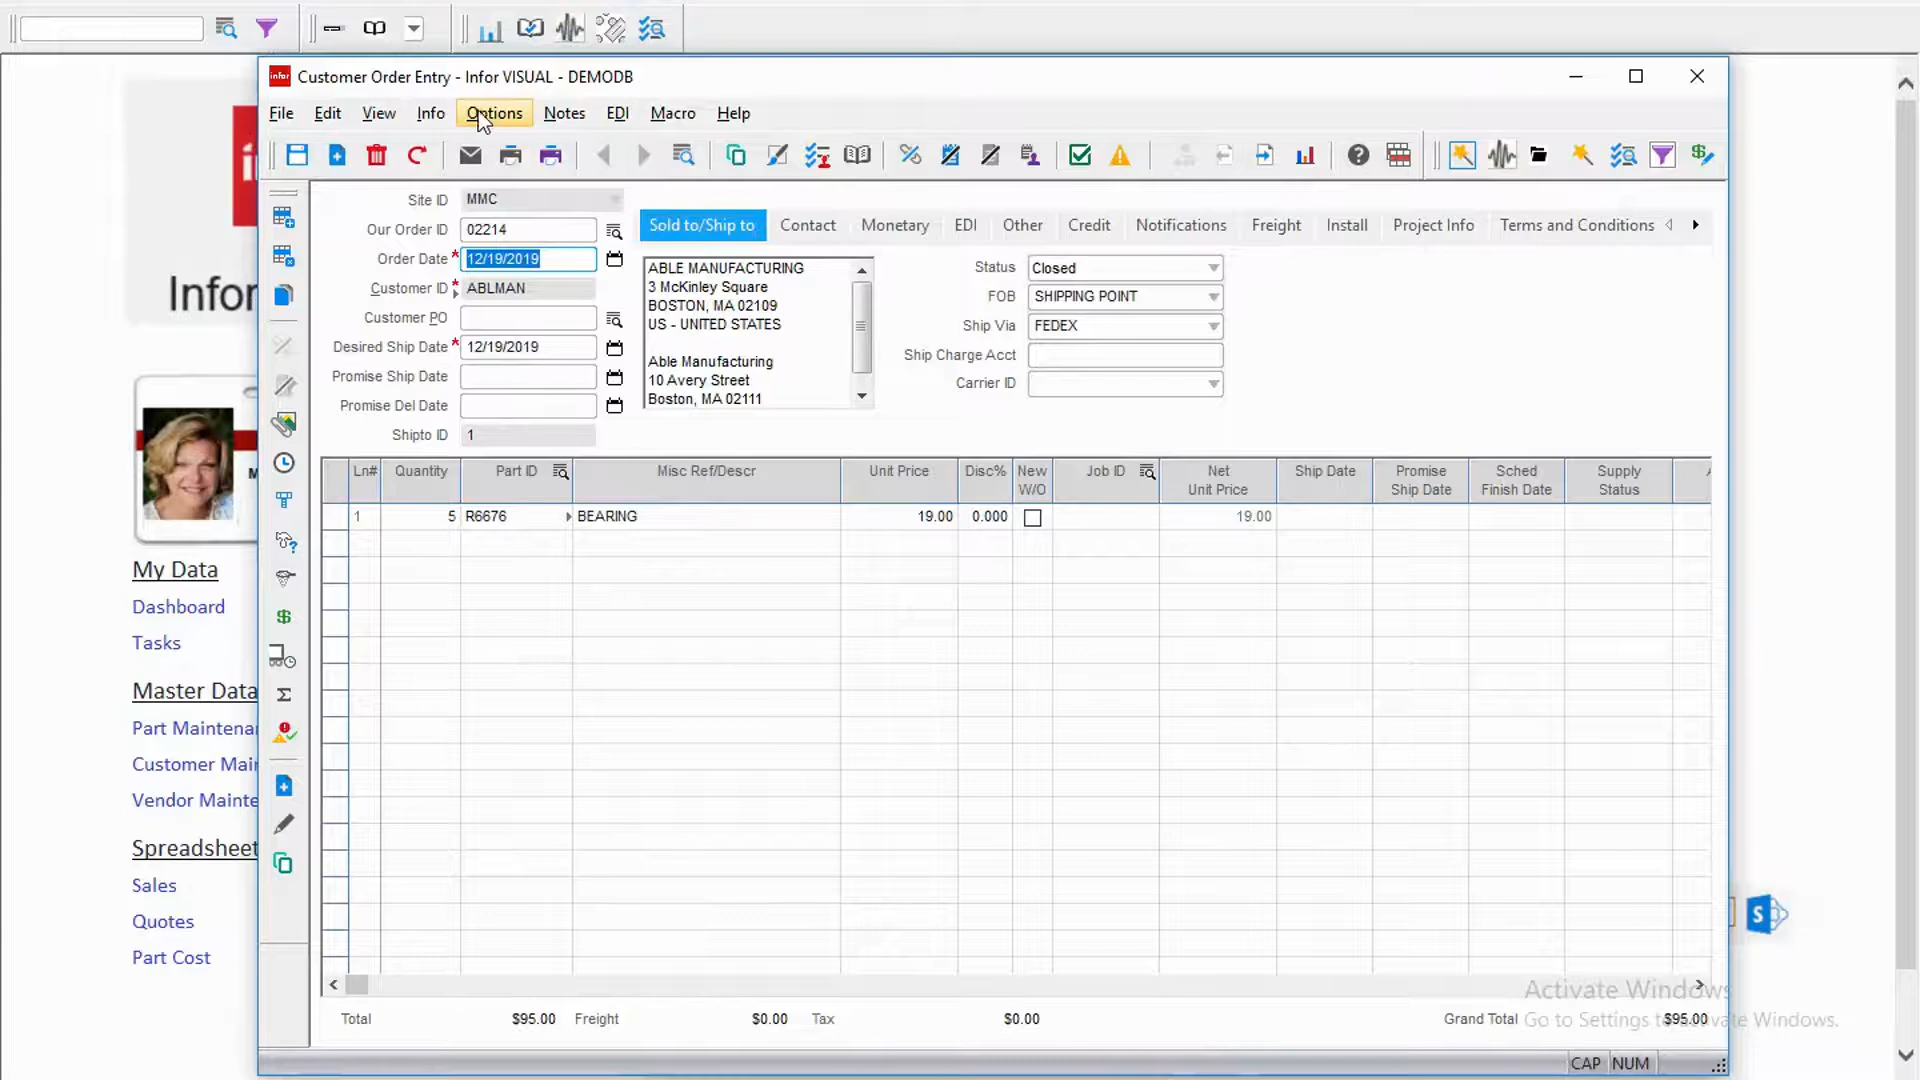 infor Customer Order Entry - Infor VISUAL - DEMODB
File Edit View Info Options Notes EDI Macro Help
Site ID MMC
Our Order ID 02214
Order Date * 12/19/2019
Customer ID * ABLMAN
Customer PO
Desired Ship Date * 12/19/2019
Promise Ship Date
Promise Del Date
Shipto ID 1
Sold to/Ship to Contact Monetary EDI Other Credit Notifications Freight Install Project Info Terms and Conditions
ABLE MANUFACTURING
3 McKinley Square
BOSTON, MA 02109
US - UNITED STATES
Able Manufacturing
10 Avery Street
Boston, MA 02111
Status Closed
FOB SHIPPING POINT
Ship Via FEDEX
Ship Charge Acct
Carrier ID
Ln# Quantity Part ID Misc Ref/Descr Unit Price Disc% New W/O Job ID Net Unit Price Ship Date Promise Ship Date Sched Finish Date Supply Status
1 5 R6676 BEARING 19.00 0.000 19.00
Total $95.00 Freight $0.00 Tax $0.00 Grand Total $95.00
CAP NUM
Infor
My Data
Dashboard
Tasks
Master Data
Part Maintenan
Customer Main
Vendor Mainte
Spreadsheet
Sales
Quotes
Part Cost
Activate Windows
Go to Settings to activate Windows.